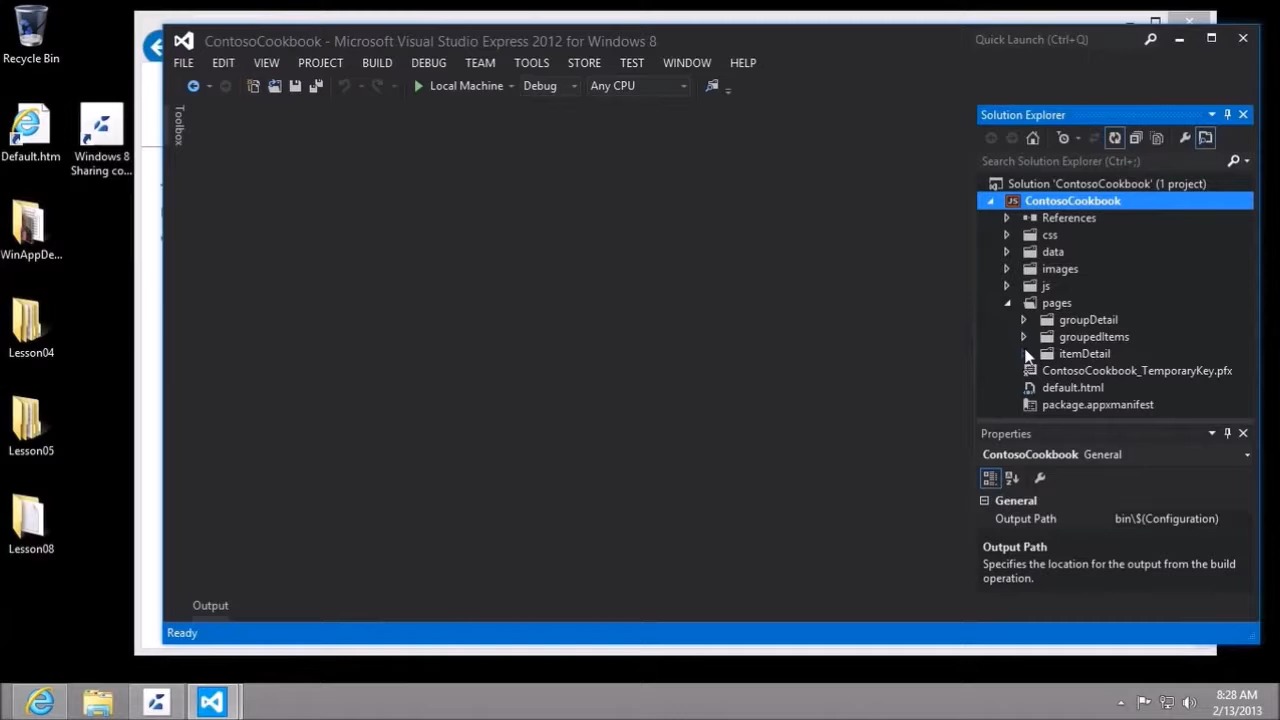 Recycle Bin
Default.htm
Windows 8
Sharing co...
WinAppDe...
Lesson04
Lesson05
Lesson08
ContosoCookbook - Microsoft Visual Studio Express 2012 for Windows 8
Quick Launch (Ctrl+Q)
FILE EDIT VIEW PROJECT BUILD DEBUG TEAM TOOLS STORE TEST WINDOW HELP
Local Machine Debug Any CPU
Toolbox
Solution Explorer
Search Solution Explorer (Ctrl+;)
Solution 'ContosoCookbook' (1 project)
JS ContosoCookbook
References
css
data
images
js
pages
groupDetail
groupedItems
itemDetail
ContosoCookbook_TemporaryKey.pfx
default.html
package.appxmanifest
Properties
ContosoCookbook General
General
Output Path bin\$(Configuration)
Output Path
Specifies the location for the output from the build
operation.
Output
Ready
8:28 AM
2/13/2013